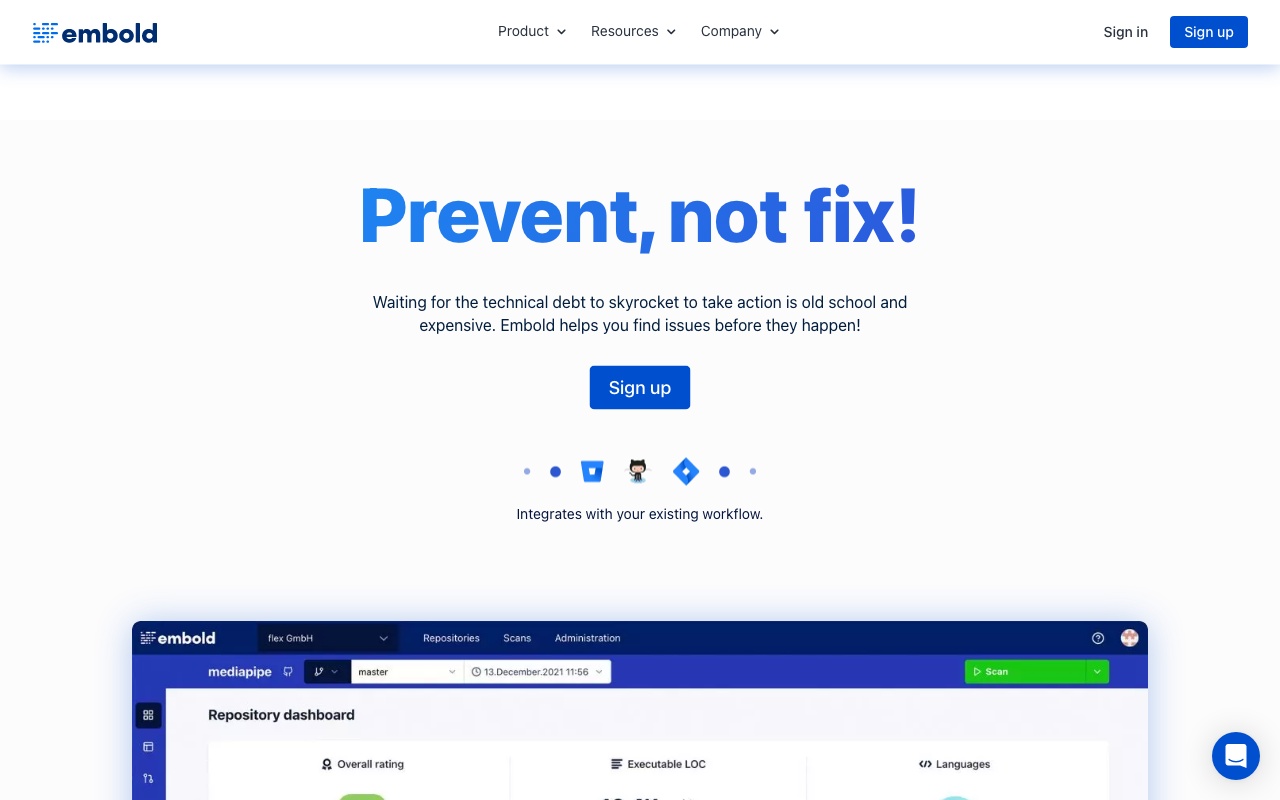 embold
Product
Resources
Company
Sign in
Sign up
Prevent, not fix!
Waiting for the technical debt to skyrocket to take action is old school and
expensive. Embold helps you find issues before they happen!
Sign up
Integrates with your existing workflow.
embold
flex GmbH
Repositories
Scans
Administration
mediapipe
master
13.December.2021 11:56
Scan
Repository dashboard
Overall rating
Executable LOC
Languages